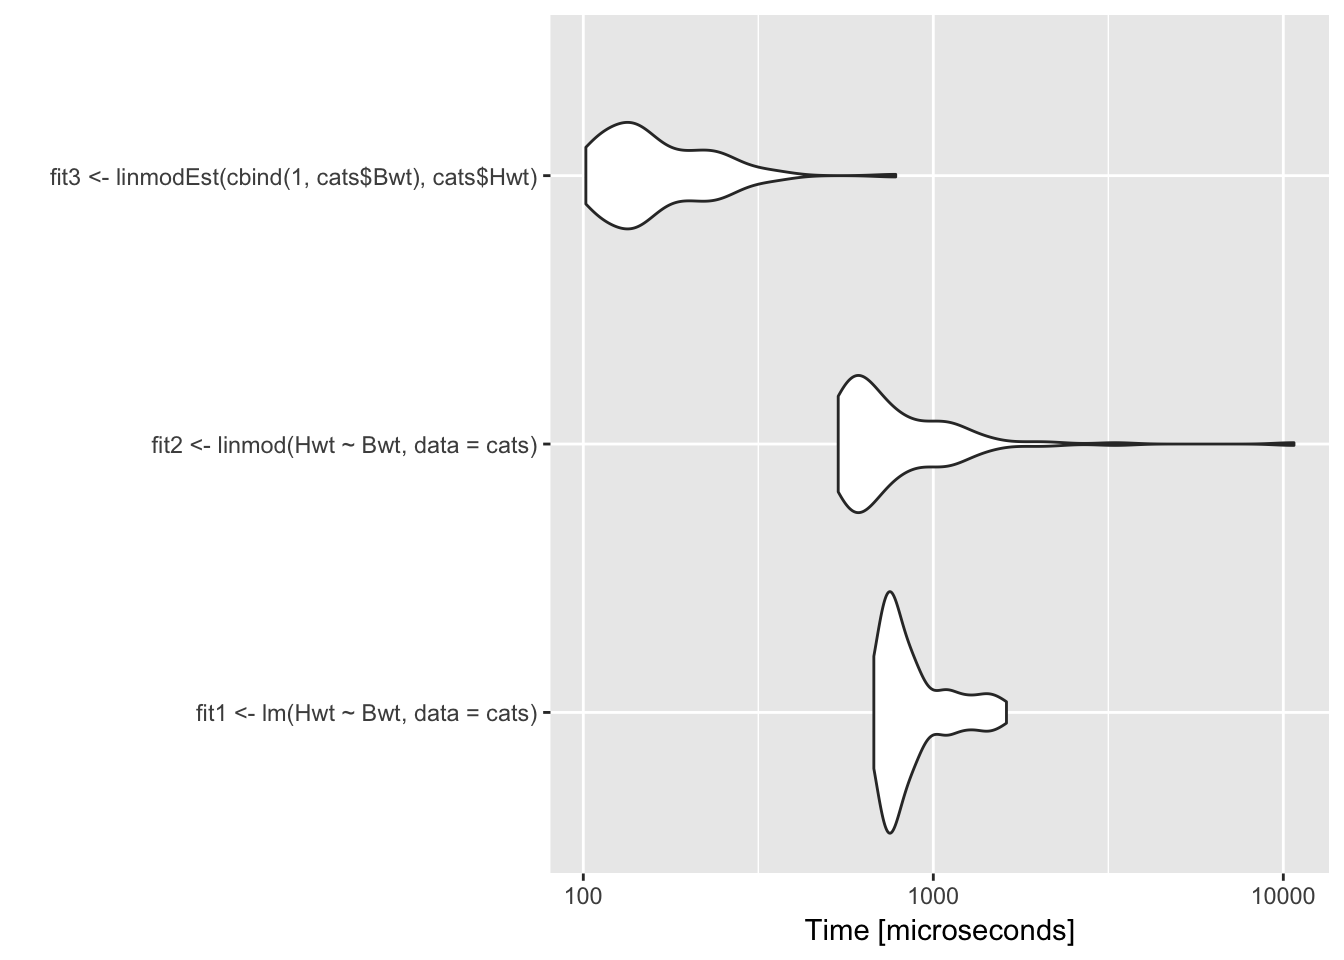 fit3 <- linmodEst(cbind(1, cats$Bwt), cats$Hwt)
fit2 <- linmod(Hwt ~ Bwt, data = cats)
fit1 <- lm(Hwt ~ Bwt, data = cats)
100 1000 10000
Time [microseconds]